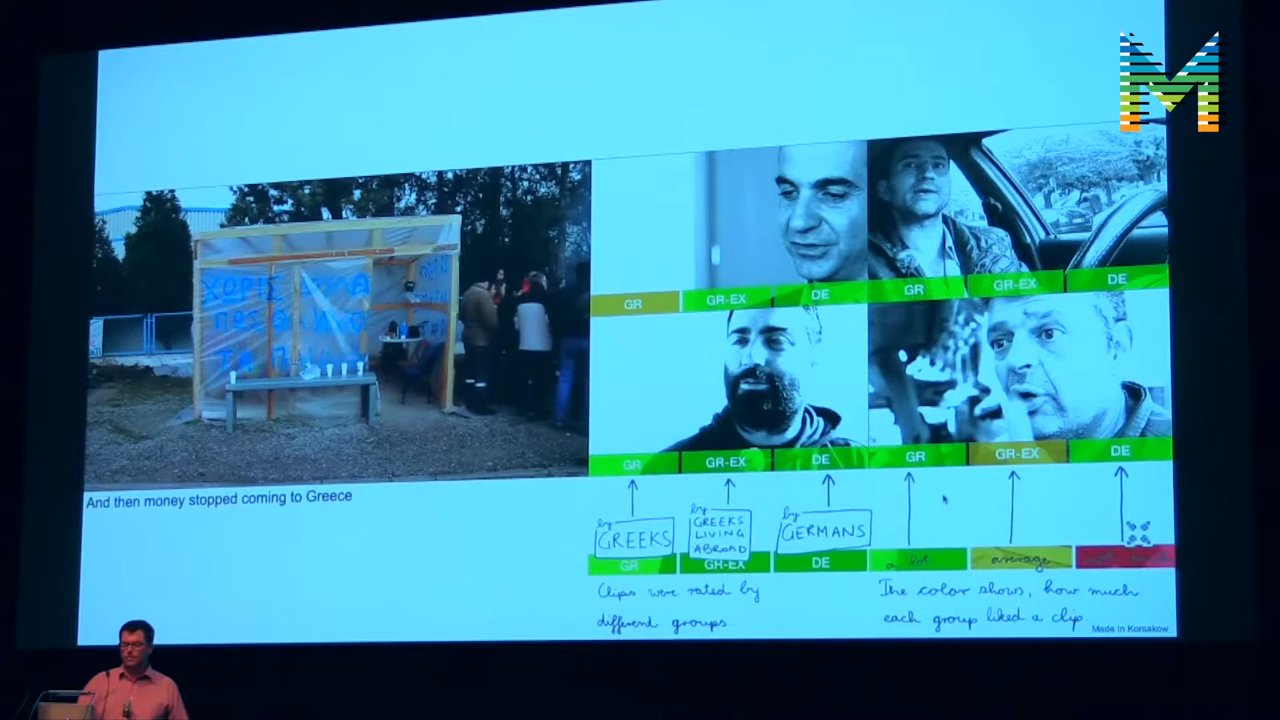 M
ΧΩΡΙΣ
GR
GR-EX
DE
GR
GR-EX
DE
GR
GR-EX
DE
GR
GR-EX
DE
And then money stopped coming to Greece
by
GREEKS
by
GREEKS
LIVING
ABROAD
by
GERMANS
GR
GR-EX
DE
average
Clips were rated by
different groups.
The color shows, how much
each group liked a clip
Made in Korsakow